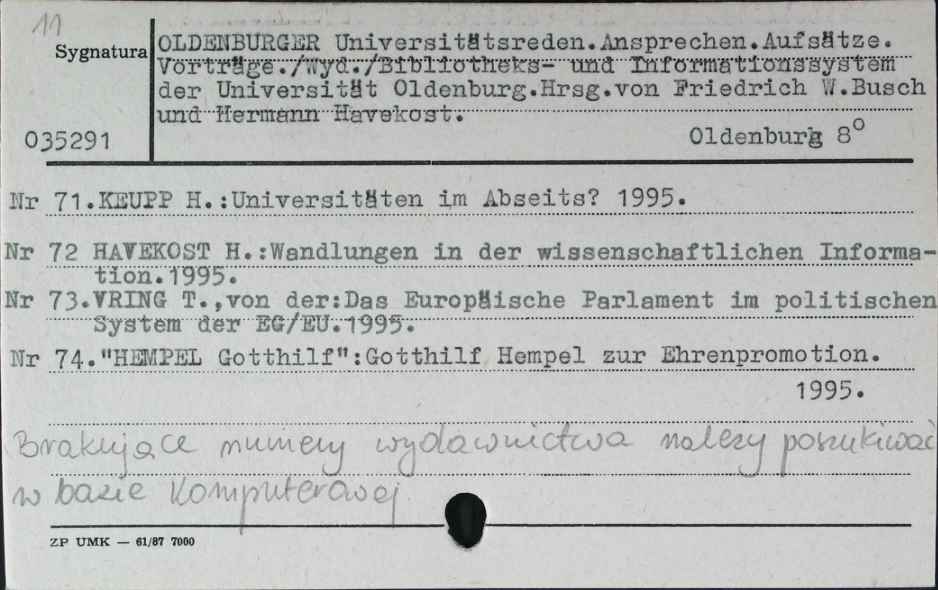 11
Sygnatura
OLDENBURGER Universitätsreden.Ansprechen.Aufsätze.
Vorträge./Wyd./Bibliotheks- und Informationssystem
der Universität Oldenburg.Hrsg.von Friedrich W.Busch
und Hermann Havekost.
035291
Oldenburg 8°
Nr 71.KEUPP H.:Universitäten im Abseits? 1995.
Nr 72 HAVEKOST H.:Wandlungen in der wissenschaftlichen Informa-
tion.1995.
Nr 73.VRING T.,von der:Das Europäische Parlament im politischen
System der EG/EU.1995.
Nr 74."HEMPEL Gotthilf":Gotthilf Hempel zur Ehrenpromotion.
1995.
Brakujące numery wydawnictwa należy poszukiwać
w bazie komputerowej
ZP UMK — 61/87 7000